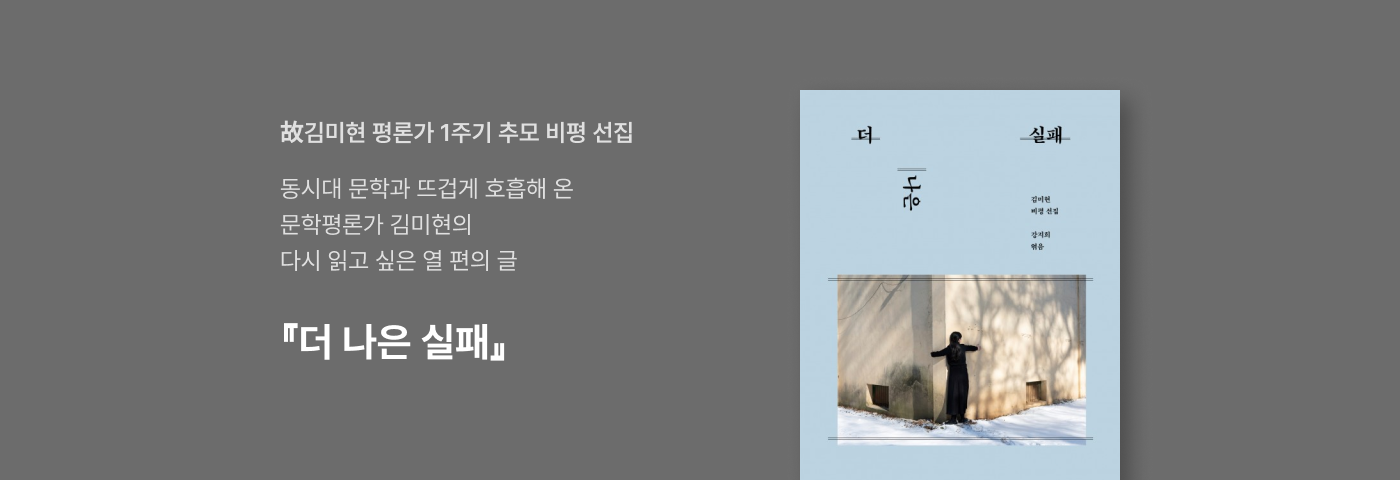 故김미현 평론가 1주기 추모 비평 선집
동시대 문학과 뜨겁게 호흡해 온
문학평론가 김미현의
다시 읽고 싶은 열 편의 글
『더 나은 실패』
더
나은
실패
김미현
비평 선집
강지희
엮음